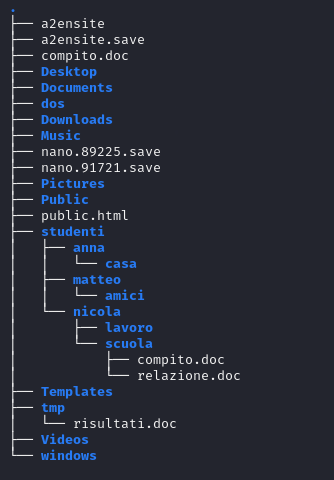 .
├── a2ensite
├── a2ensite.save
├── compito.doc
├── Desktop
├── Documents
├── dos
├── Downloads
├── Music
├── nano.89225.save
├── nano.91721.save
├── Pictures
├── Public
├── public.html
├── studenti
│   ├── anna
│   │   └── casa
│   ├── matteo
│   │   └── amici
│   └── nicola
│       ├── lavoro
│       └── scuola
│           ├── compito.doc
│           └── relazione.doc
├── Templates
├── tmp
│   └── risultati.doc
├── Videos
└── windows